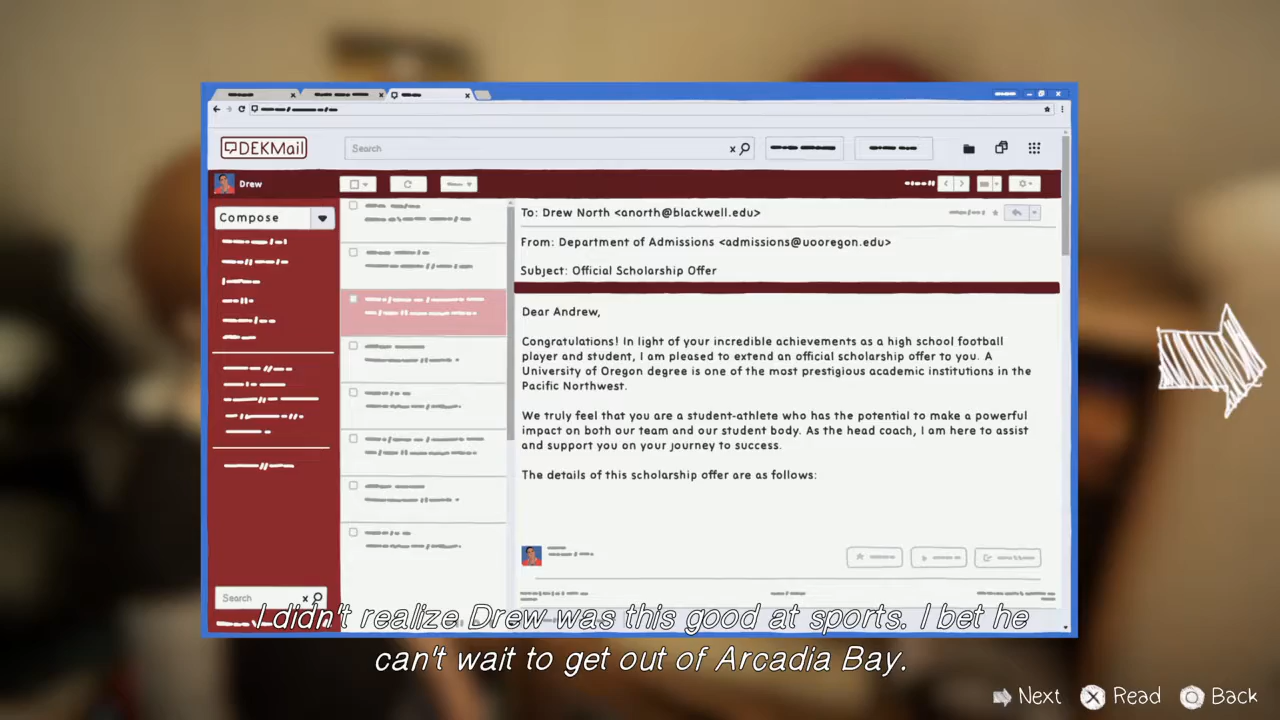 DEKMail
Search
Drew
Compose
To: Drew North <anorth@blackwell.edu>
From: Department of Admissions <admissions@uooregon.edu>
Subject: Official Scholarship Offer
Dear Andrew,
Congratulations! In light of your incredible achievements as a high school football
player and student, I am pleased to extend an official scholarship offer to you. A
University of Oregon degree is one of the most prestigious academic institutions in the
Pacific Northwest.
We truly feel that you are a student-athlete who has the potential to make a powerful
impact on both our team and our student body. As the head coach, I am here to assist
and support you on your journey to success.
The details of this scholarship offer are as follows:
Search
I didn't realize Drew was this good at sports. I bet he
can't wait to get out of Arcadia Bay.
Next Read Back